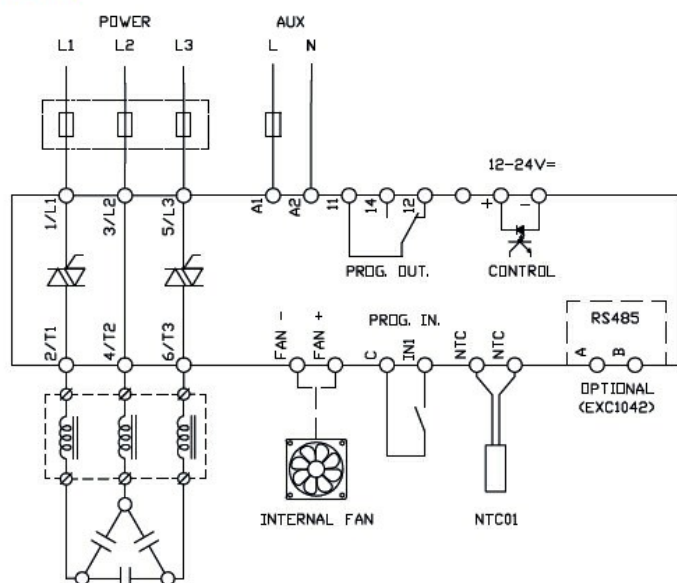 POWER AUX
L1 L2 L3 L N
12-24V=
1/L1 3/L2 5/L3 A1 A2 11 14 12 + -
PROG. OUT. CONTROL
PROG. IN. RS485
2/T1 4/T2 6/T3 FAN - FAN + C IN1 NTC NTC A B
OPTIONAL
(EXC1042)
INTERNAL FAN NTC01